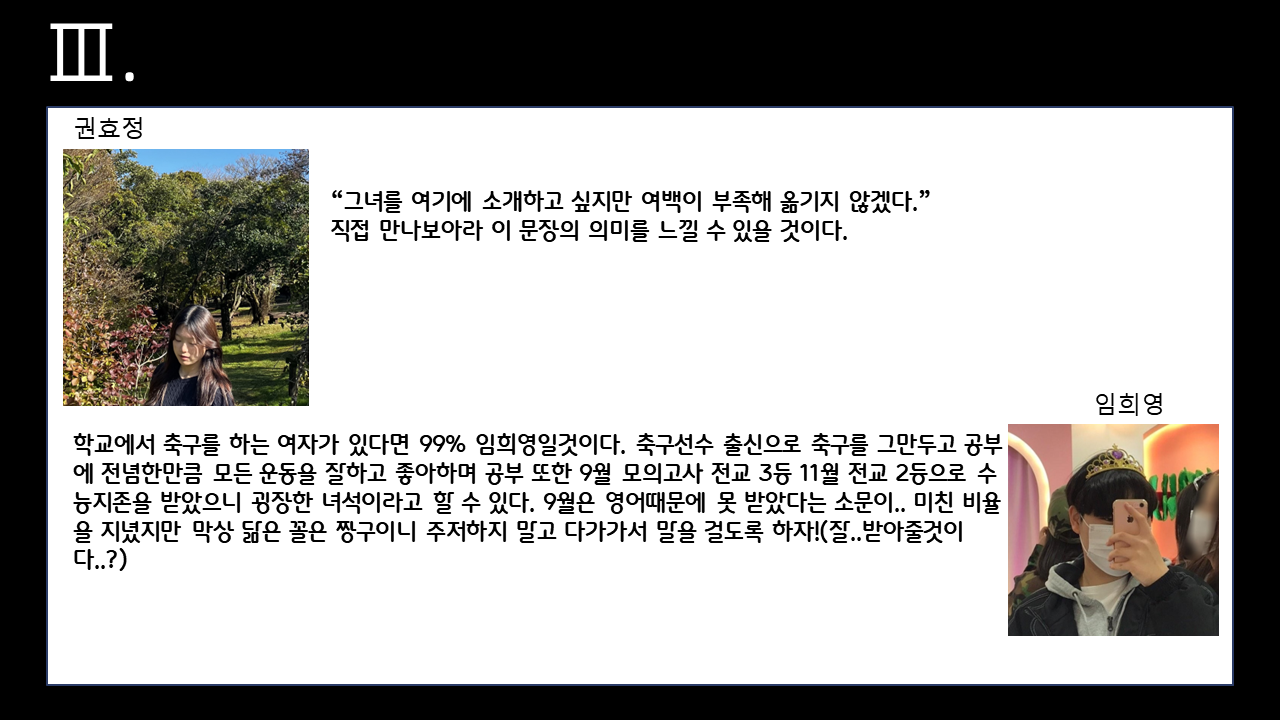 Ⅲ.
권효정
“그녀를 여기에 소개하고 싶지만 여백이 부족해 옮기지 않겠다.”
직접 만나보아라 이 문장의 의미를 느낄 수 있을 것이다.
임희영
학교에서 축구를 하는 여자가 있다면 99% 임희영일것이다. 축구선수 출신으로 축구를 그만두고 공부
에 전념한만큼 모든 운동을 잘하고 좋아하며 공부 또한 9월 모의고사 전교 3등 11월 전교 2등으로 수
능지존을 받았으니 굉장한 녀석이라고 할 수 있다. 9월은 영어때문에 못 받았다는 소문이.. 미친 비율
을 지녔지만 막상 닮은 꼴은 짱구이니 주저하지 말고 다가가서 말을 걸도록 하자!(잘..받아줄것이
다..?)